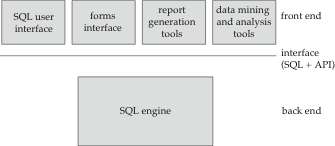 SQL user
interface
forms
interface
report
generation
tools
data mining
and analysis
tools
front end
interface
(SQL + API)
SQL engine
back end